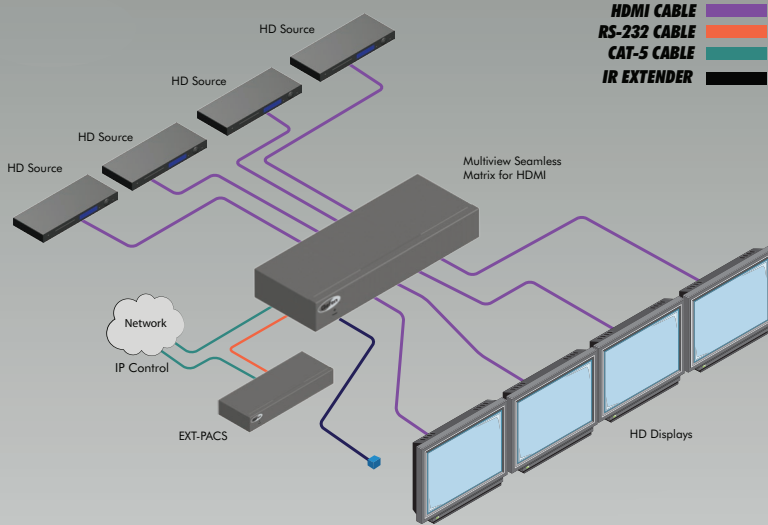 HDMI CABLE
RS-232 CABLE
CAT-5 CABLE
IR EXTENDER
HD Source
HD Source
HD Source
HD Source
Multiview Seamless
Matrix for HDMI
Network
IP Control
EXT-PACS
HD Displays